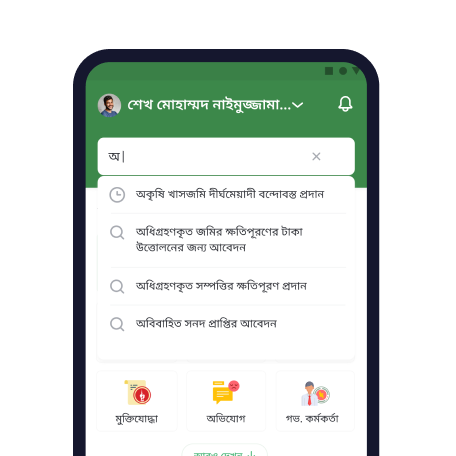 শেখ মোহাম্মদ নাইমুজ্জামা...
অ
অকৃষি খাসজমি দীর্ঘমেয়াদী বন্দোবস্ত প্রদান
অধিগ্রহণকৃত জমির ক্ষতিপূরণের টাকা
উত্তোলনের জন্য আবেদন
অধিগ্রহণকৃত সম্পত্তির ক্ষতিপূরণ প্রদান
অবিবাহিত সনদ প্রাপ্তির আবেদন
মুক্তিযোদ্ধা অভিযোগ গভ. কর্মকর্তা